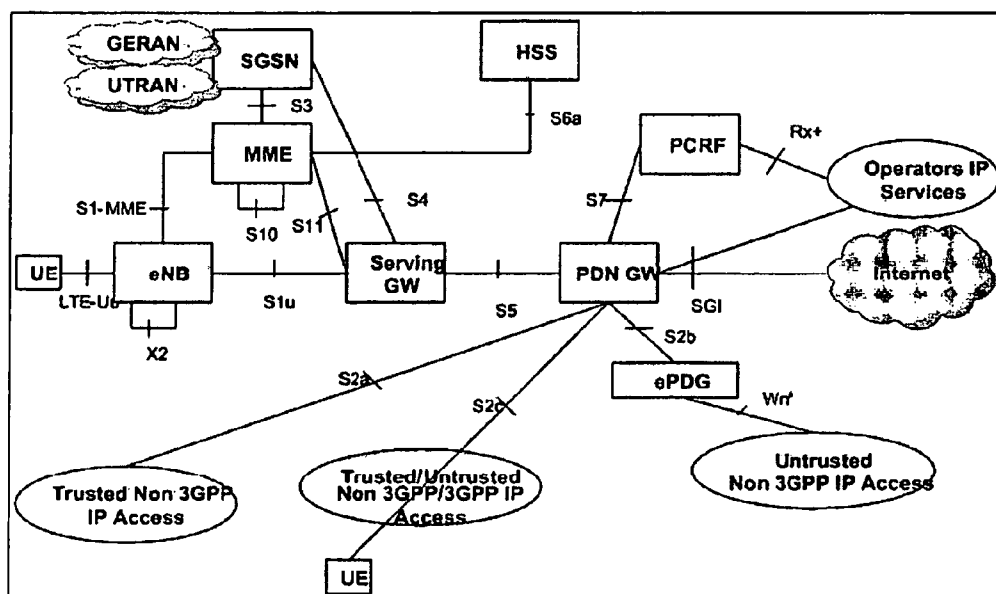 GERAN
UTRAN
SGSN
HSS
S3
S6a
MME
PCRF
Rx+
Operators IP
Services
S1-MME
S10
S11
S4
S7
UE
eNB
Serving
GW
PDN GW
Internet
LTE-Uu
S1u
S5
SGI
X2
S2b
S2a
S2c
ePDG
Wn*
Trusted Non 3GPP
IP Access
Trusted/Untrusted
Non 3GPP/3GPP IP
Access
Untrusted
Non 3GPP IP Access
UE